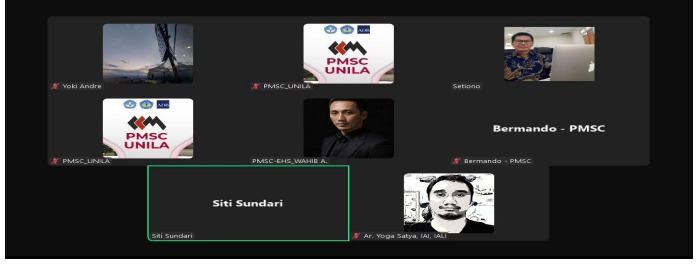 PMSC
UNILA
Yoki Andre
PMSC_UNILA
Setiono
PMSC
UNILA
Bermando - PMSC
PMSC_UNILA
PMSC-EHS_WAHIB A.
Bermando - PMSC
Siti Sundari
Siti Sundari
Ar. Yoga Satya, IAI, IALI